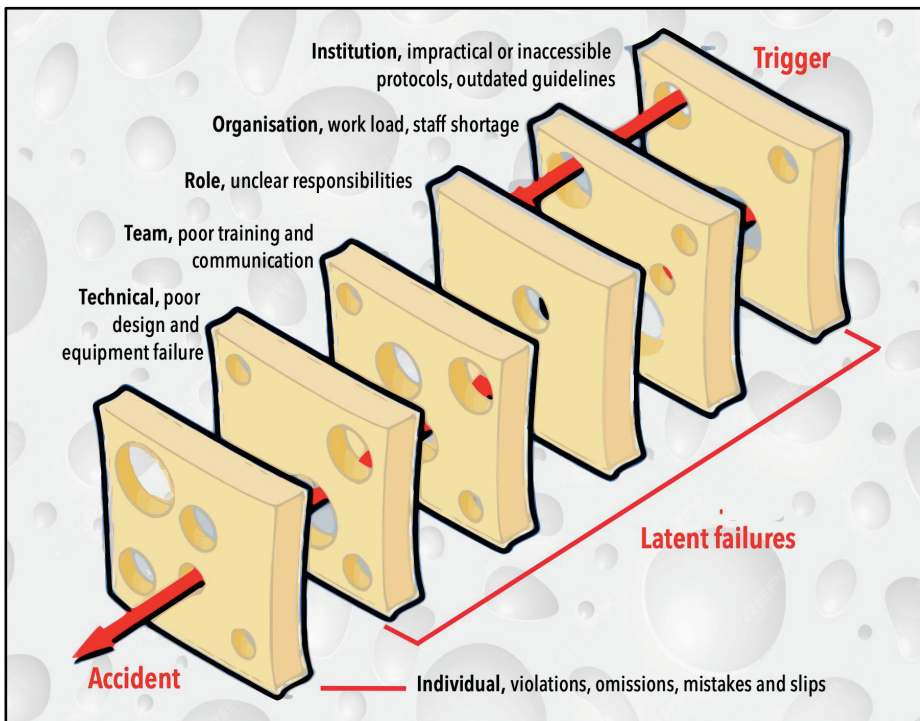 Institution, impractical or inaccessible
protocols, outdated guidelines
Trigger
Organisation, work load, staff shortage
Role, unclear responsibilities
Team, poor training and
communication
Technical, poor
design and
equipment failure
Latent failures
Accident
Individual, violations, omissions, mistakes and slips